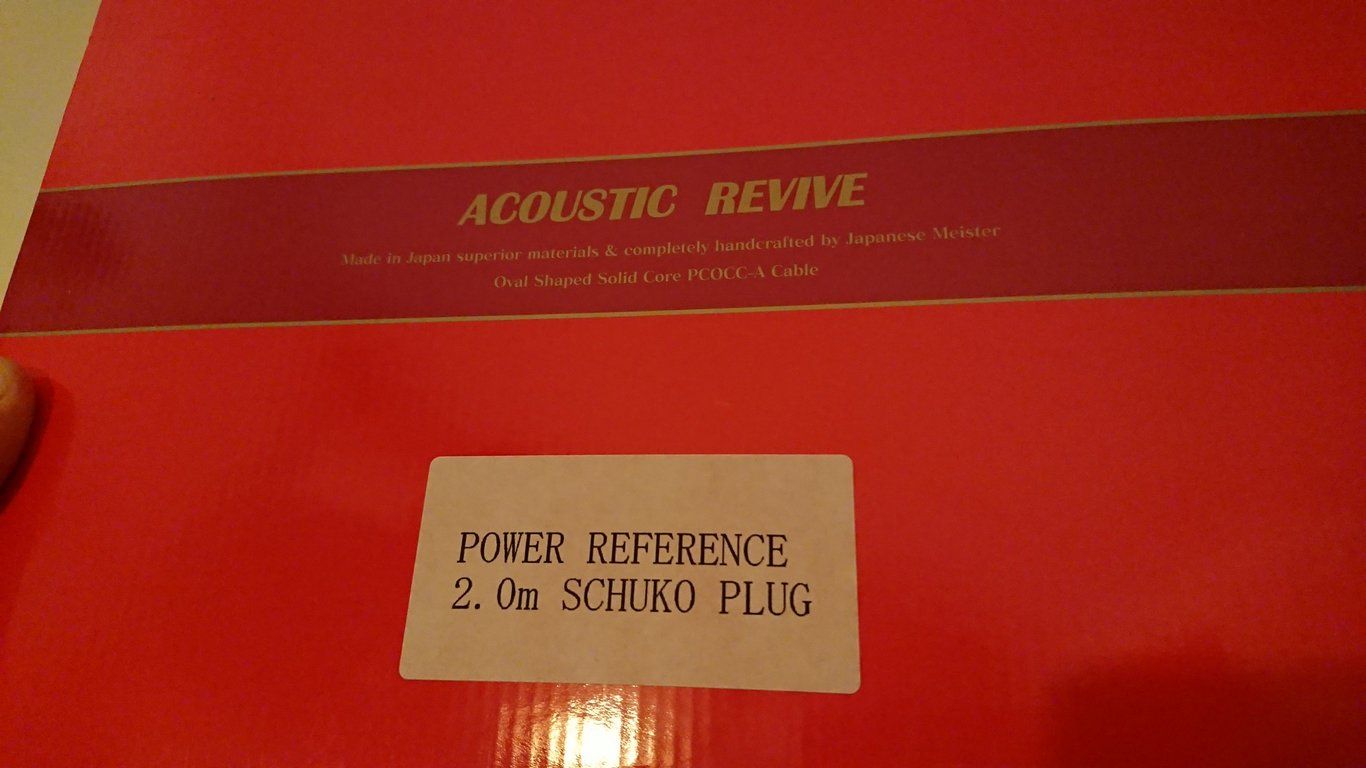 ACOUSTIC REVIVE
Made in Japan superior materials & completely handcrafted by Japanese Meister
Oval Shaped Solid Core PCOCC-A Cable
POWER REFERENCE
2.0m SCHUKO PLUG